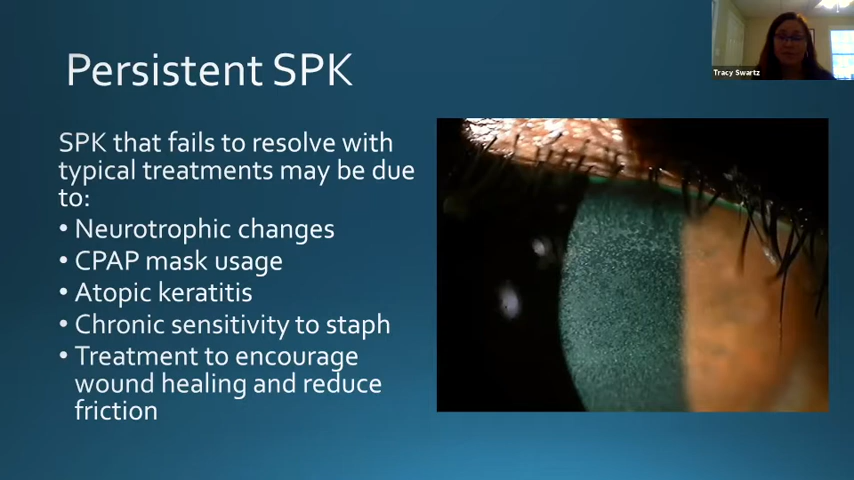 Persistent SPK
Tracy Swartz
SPK that fails to resolve with
typical treatments may be due
to:
• Neurotrophic changes
• CPAP mask usage
• Atopic keratitis
• Chronic sensitivity to staph
• Treatment to encourage
wound healing and reduce
friction